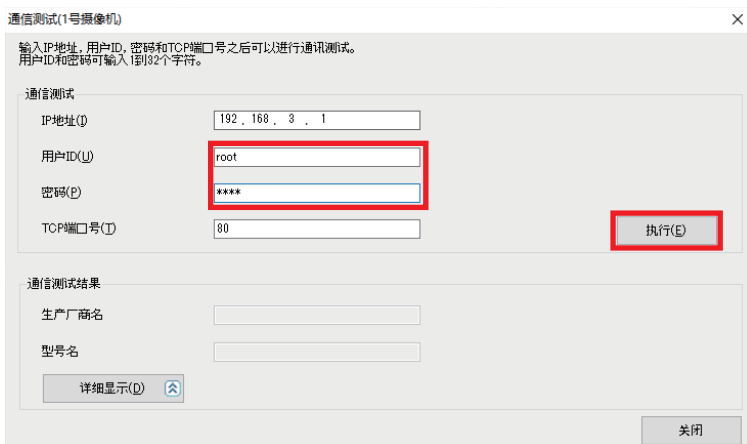 通信测试(1号摄像机)
输入IP地址, 用户ID, 密码和TCP端口号之后可以进行通讯测试。
用户ID和密码可输入1到32个字符。
通信测试
IP地址(I) 192 . 168 . 3 . 1
用户ID(U) root
密码(P) ****
TCP端口号(T) 80
执行(E)
通信测试结果
生产厂商名
型号名
详细显示(D)
关闭